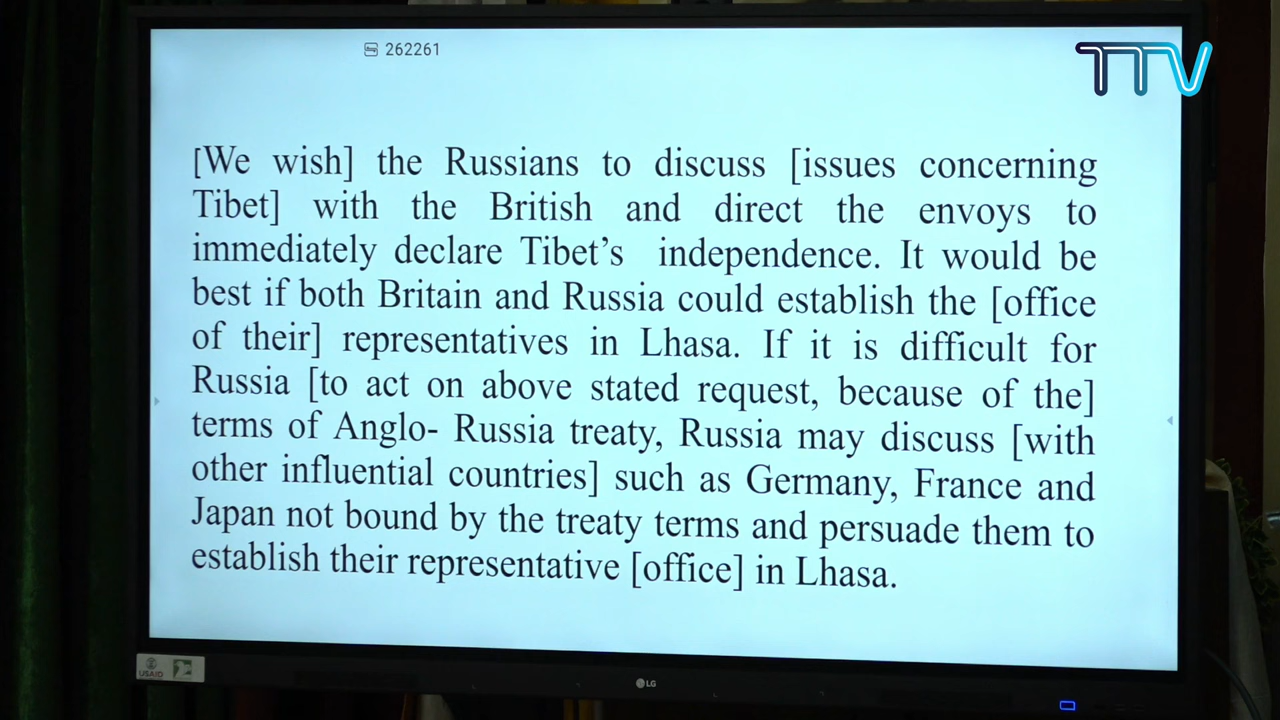 262261
TTV
[We wish] the Russians to discuss [issues concerning
Tibet] with the British and direct the envoys to
immediately declare Tibet’s independence. It would be
best if both Britain and Russia could establish the [office
of their] representatives in Lhasa. If it is difficult for
Russia [to act on above stated request, because of the]
terms of Anglo- Russia treaty, Russia may discuss [with
other influential countries] such as Germany, France and
Japan not bound by the treaty terms and persuade them to
establish their representative [office] in Lhasa.
USAID
LG